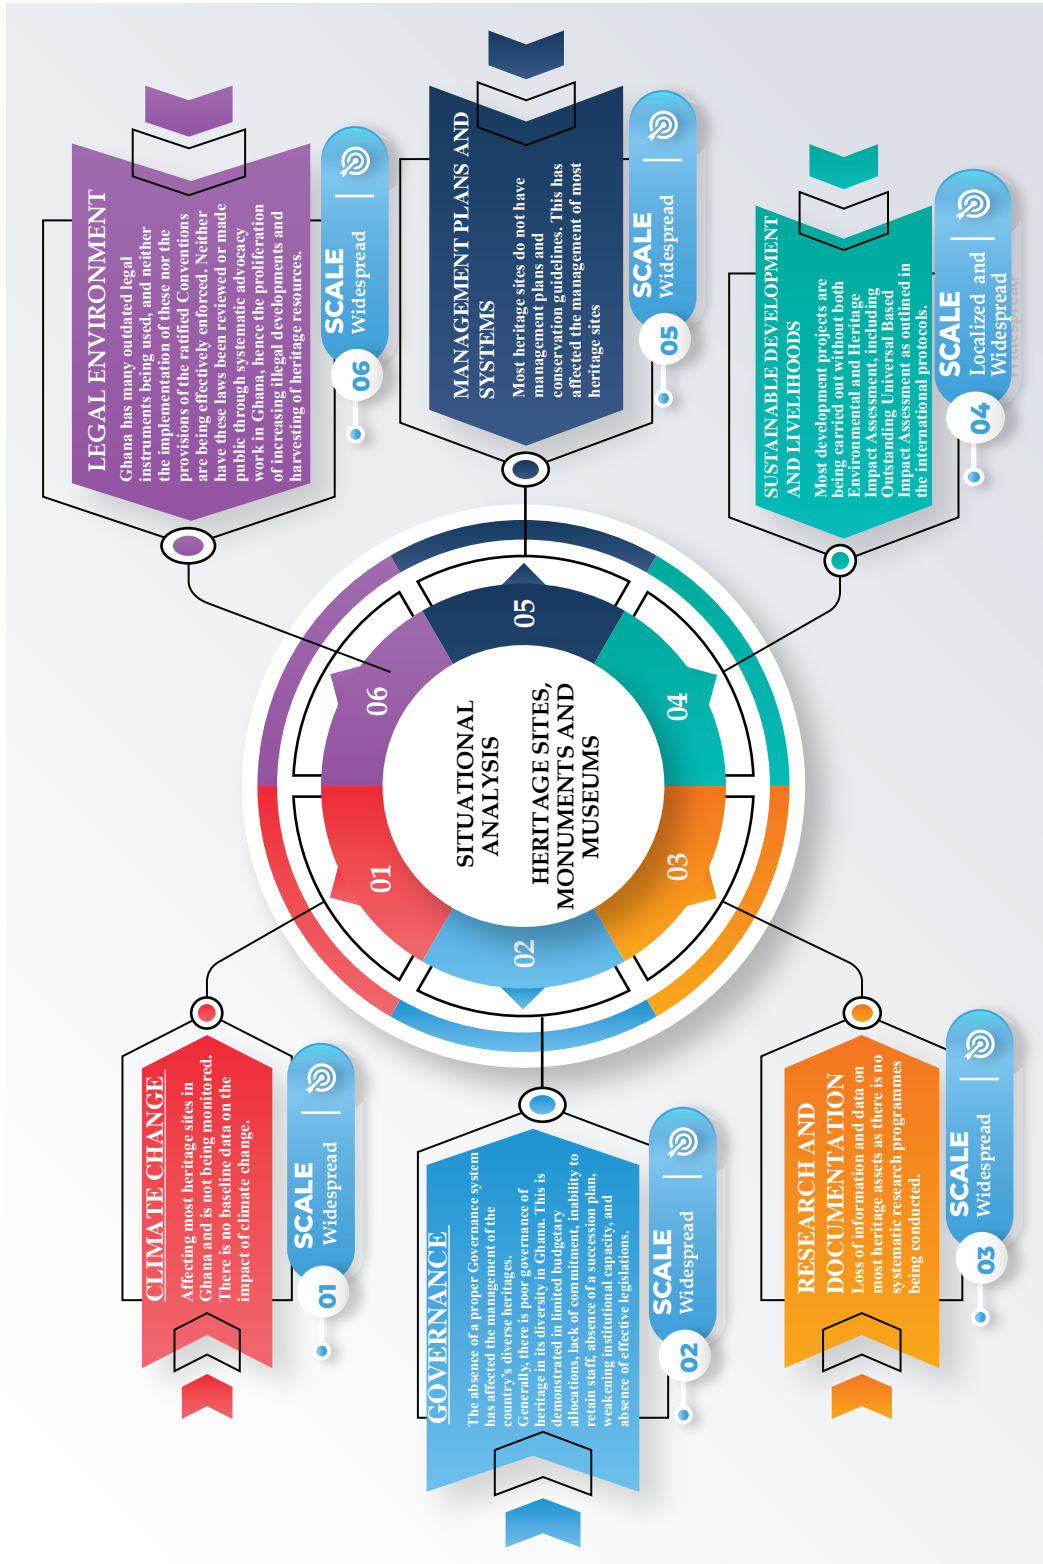 SITUATIONAL
ANALYSIS
HERITAGE SITES,
MONUMENTS AND
MUSEUMS
01
02
03
04
05
06
CLIMATE CHANGE
Affecting most heritage sites in
Ghana and is not being monitored.
There is no baseline data on the
impact of climate change.
01
SCALE
Widespread
GOVERNANCE
The absence of a proper Governance system
has affected the management of the
country's diverse heritages.
Generally, there is poor governance of
heritage in its diversity in Ghana. This is
demonstrated in limited budgetary
allocations, lack of commitment, inability to
retain staff, absence of a succession plan,
weakening institutional capacity, and
absence of effective legislations.
02
SCALE
Widespread
RESEARCH AND
DOCUMENTATION
Loss of information and data on
most heritage assets as there is no
systematic research programmes
being conducted.
03
SCALE
Widespread
SUSTAINABLE DEVELOPMENT
AND LIVELIHOODS
Most development projects are
being carried out without both
Environmental and Heritage
Impact Assessment, including
Outstanding Universal Based
Impact Assessment as outlined in
the international protocols.
04
SCALE
Localized and
Widespread
Widespread
MANAGEMENT PLANS AND
SYSTEMS
Most heritage sites do not have
management plans and
conservation guidelines. This has
affected the management of most
heritage sites
05
SCALE
Widespread
LEGAL ENVIRONMENT
Ghana has many outdated legal
instruments being used, and neither
the implementation of these nor the
provisions of the ratified Conventions
are being effectively enforced. Neither
have these laws been reviewed or made
public through systematic advocacy
work in Ghana, hence the proliferation
of increasing illegal developments and
harvesting of heritage resources.
06
SCALE
Widespread